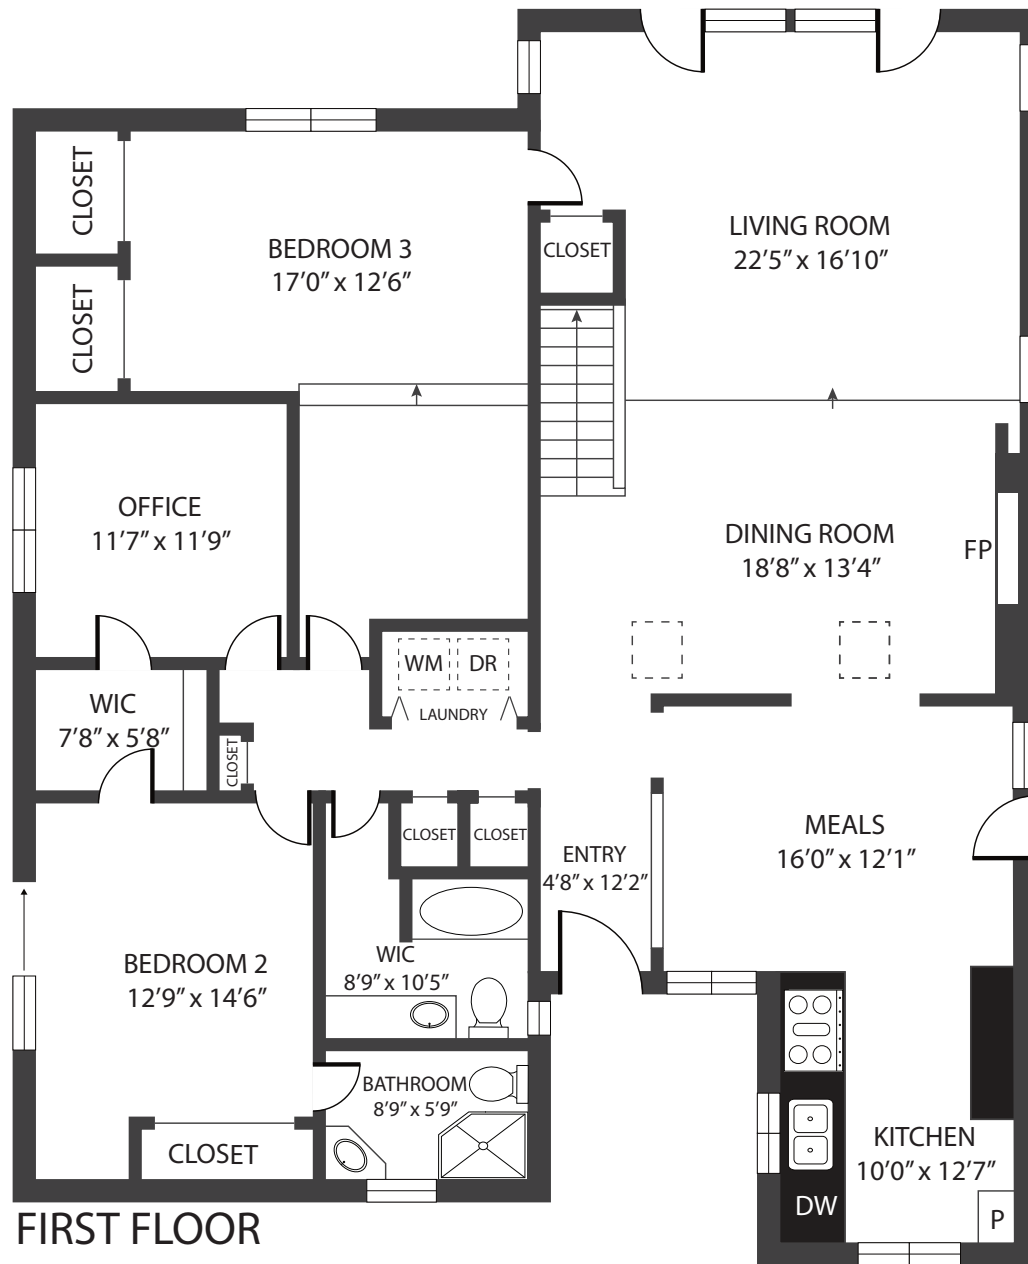 CLOSET
CLOSET
BEDROOM 3
17′0″ x 12′6″
CLOSET
LIVING ROOM
22′5″ x 16′10″
OFFICE
11′7″ x 11′9″
DINING ROOM
18′8″ x 13′4″
FP
WM
DR
LAUNDRY
WIC
7′8″ x 5′8″
CLOSET
CLOSET
CLOSET
ENTRY
4′8″ x 12′2″
MEALS
16′0″ x 12′1″
BEDROOM 2
12′9″ x 14′6″
WIC
8′9″ x 10′5″
BATHROOM
8′9″ x 5′9″
CLOSET
KITCHEN
10′0″ x 12′7″
DW
P
FIRST FLOOR